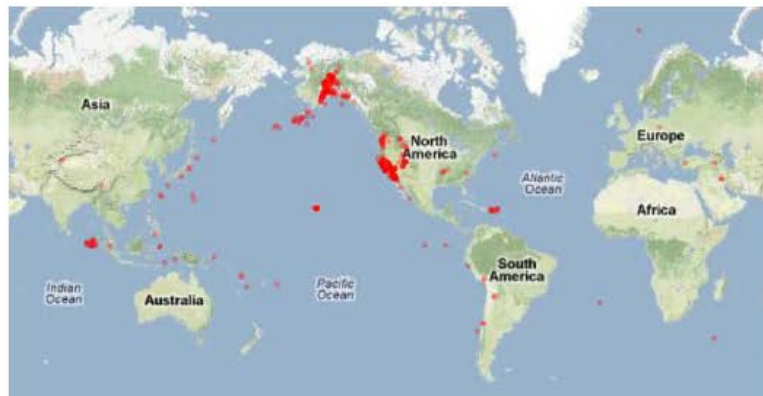 Asia
North
America
Europe
Atlantic
Ocean
Africa
South
America
Pacific
Ocean
Indian
Ocean
Australia